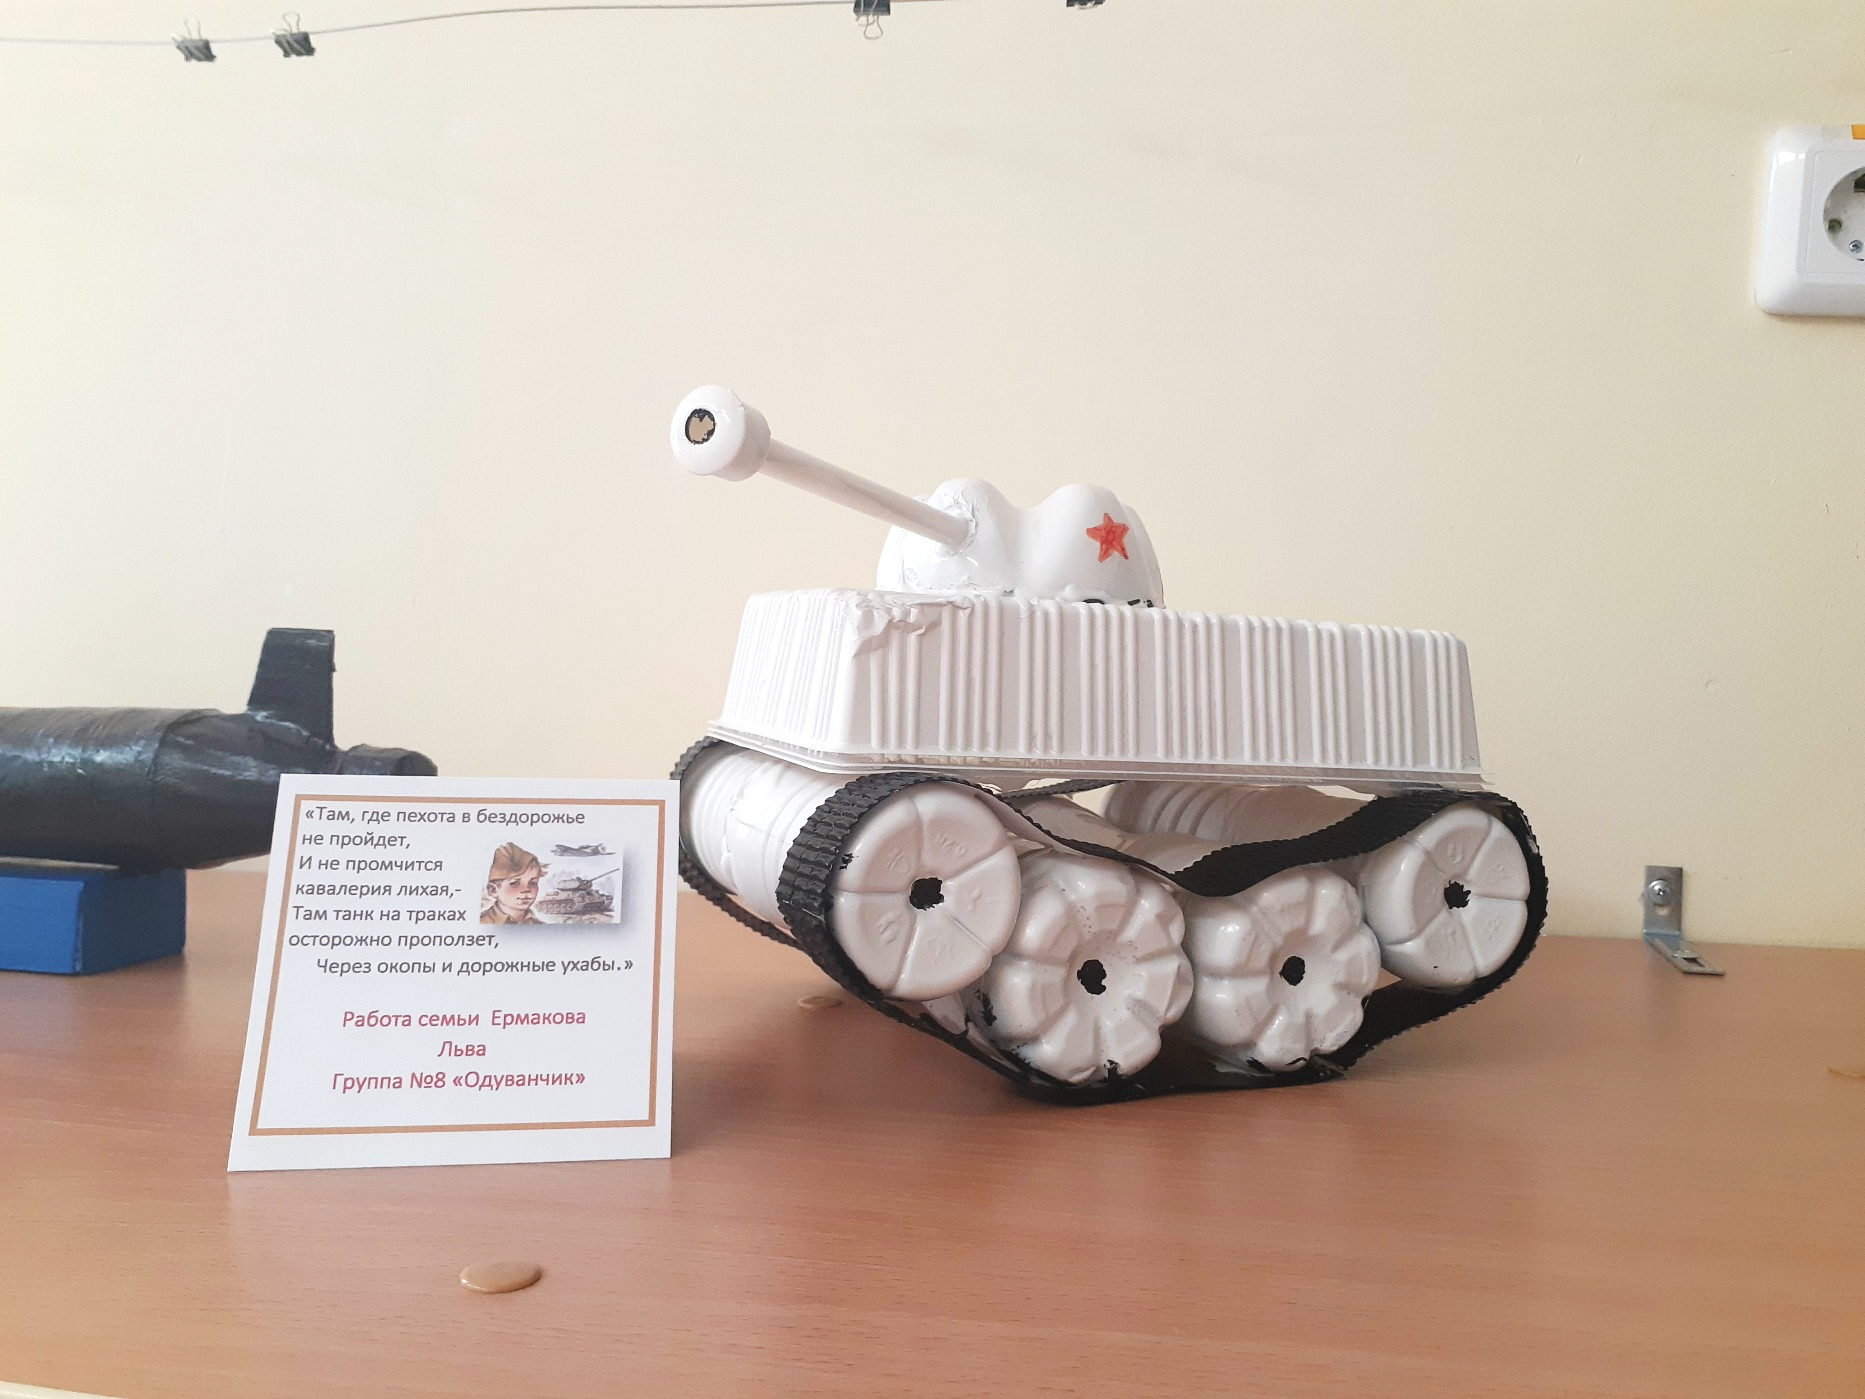 «Там, где пехота в бездорожье
не пройдет,
И не промчится
кавалерия лихая,-
Там танк на траках
осторожно проползет,
Через окопы и дорожные ухабы.»
Работа семьи Ермакова
Льва
Группа №8 «Одуванчик»